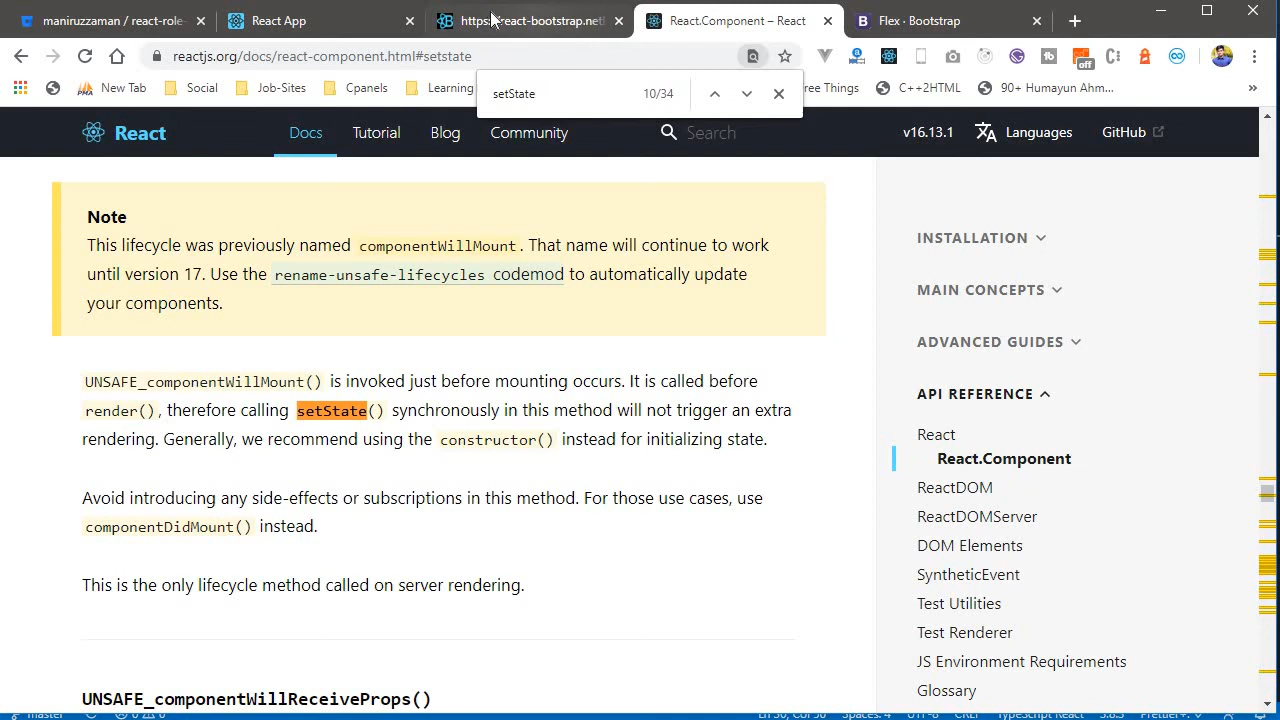 maniruzzaman / react-role-
React App
https://react-bootstrap.netl
React.Component – React
Flex · Bootstrap
reactjs.org/docs/react-component.html#setstate
off
New Tab
Social
Job-Sites
Cpanels
Learning
ree Things
C++2HTML
90+ Humayun Ahm...
»
setState
10/34
React
Docs
Tutorial
Blog
Community
Search
v16.13.1
Languages
GitHub
Note
This lifecycle was previously named componentWillMount. That name will continue to work
until version 17. Use the rename-unsafe-lifecycles codemod to automatically update
your components.
UNSAFE_componentWillMount() is invoked just before mounting occurs. It is called before
render(), therefore calling setState() synchronously in this method will not trigger an extra
rendering. Generally, we recommend using the constructor() instead for initializing state.
Avoid introducing any side-effects or subscriptions in this method. For those use cases, use
componentDidMount() instead.
This is the only lifecycle method called on server rendering.
UNSAFE_componentWillReceiveProps()
INSTALLATION
MAIN CONCEPTS
ADVANCED GUIDES
API REFERENCE
React
React.Component
ReactDOM
ReactDOMServer
DOM Elements
SyntheticEvent
Test Utilities
Test Renderer
JS Environment Requirements
Glossary
master